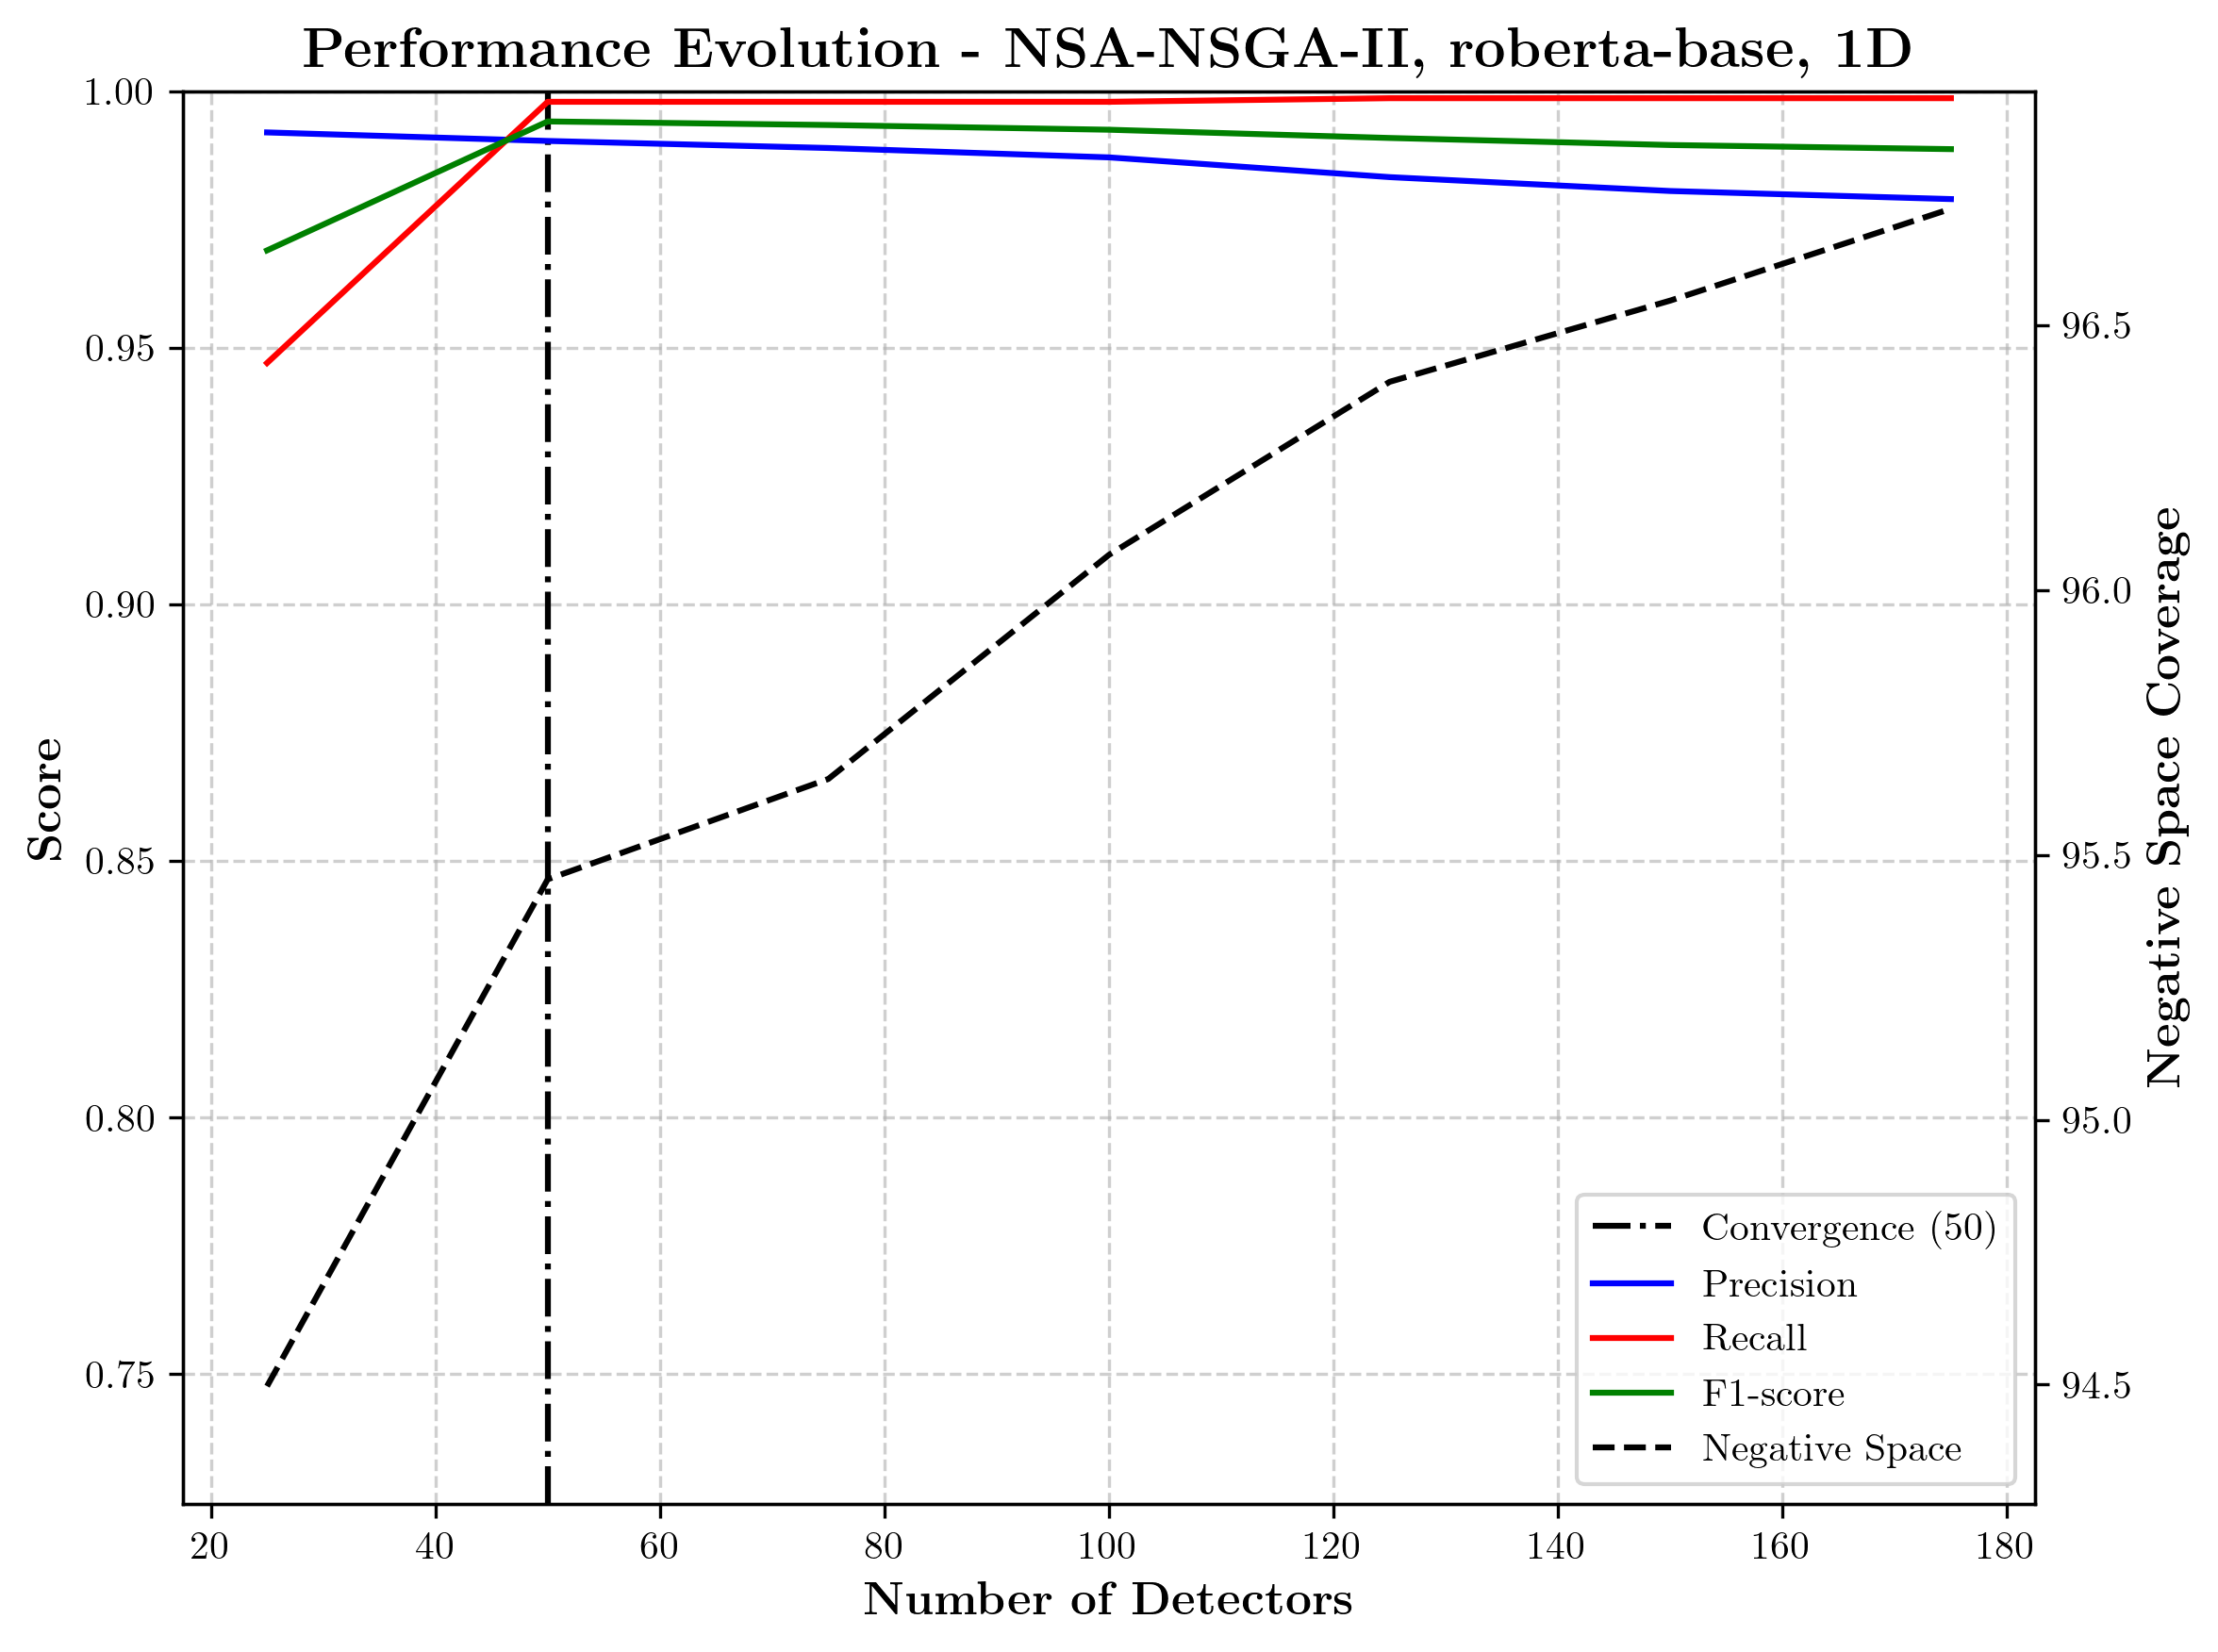 Performance Evolution - NSA-NSGA-II, roberta-base, 1D
1.00
0.95
0.90
0.85
0.80
0.75
Score
96.5
96.0
95.5
95.0
94.5
Negative Space Coverage
Convergence (50)
Precision
Recall
F1-score
Negative Space
20 40 60 80 100 120 140 160 180
Number of Detectors